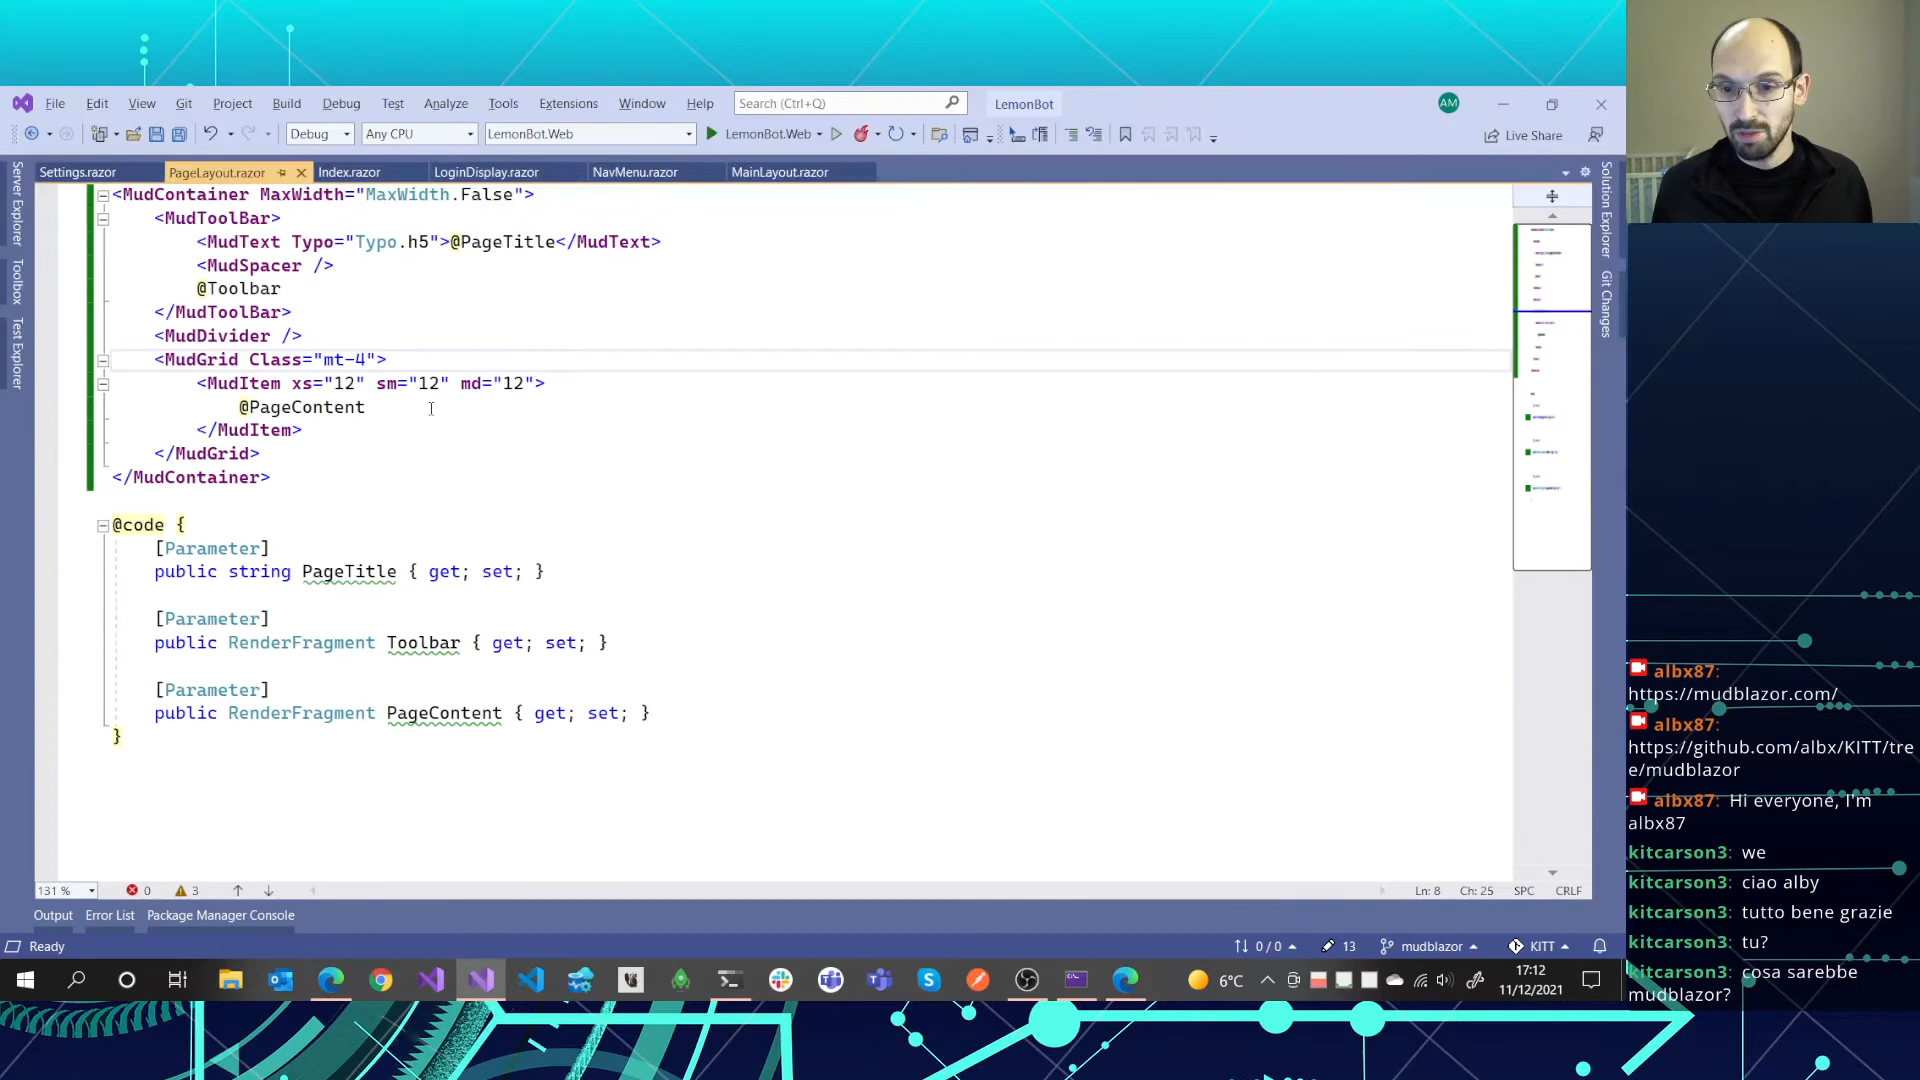 File Edit View Git Project Build Debug Test Analyze Tools Extensions Window Help Search (Ctrl+Q) LemonBot AM
Debug Any CPU LemonBot.Web LemonBot.Web Live Share
Settings.razor PageLayout.razor Index.razor LoginDisplay.razor NavMenu.razor MainLayout.razor
Server Explorer
Toolbox
Test Explorer
<MudContainer MaxWidth="MaxWidth.False">
<MudToolBar>
<MudText Typo="Typo.h5">@PageTitle</MudText>
<MudSpacer />
@Toolbar
</MudToolBar>
<MudDivider />
<MudGrid Class="mt-4">
<MudItem xs="12" sm="12" md="12">
@PageContent
</MudItem>
</MudGrid>
</MudContainer>
@code {
[Parameter]
public string PageTitle { get; set; }
[Parameter]
public RenderFragment Toolbar { get; set; }
[Parameter]
public RenderFragment PageContent { get; set; }
}
Solution Explorer
Git Changes
131 % 0 3 Ln: 8 Ch: 25 SPC CRLF
Output Error List Package Manager Console
Ready 0 / 0 13 mudblazor KITT
6°C 17:12
11/12/2021
albx87:
https://mudblazor.com/
albx87:
https://github.com/albx/KITT/tre
e/mudblazor
albx87: Hi everyone, I'm
albx87
kitcarson3: we
kitcarson3: ciao alby
kitcarson3: tutto bene grazie
kitcarson3: tu?
kitcarson3: cosa sarebbe
mudblazor?